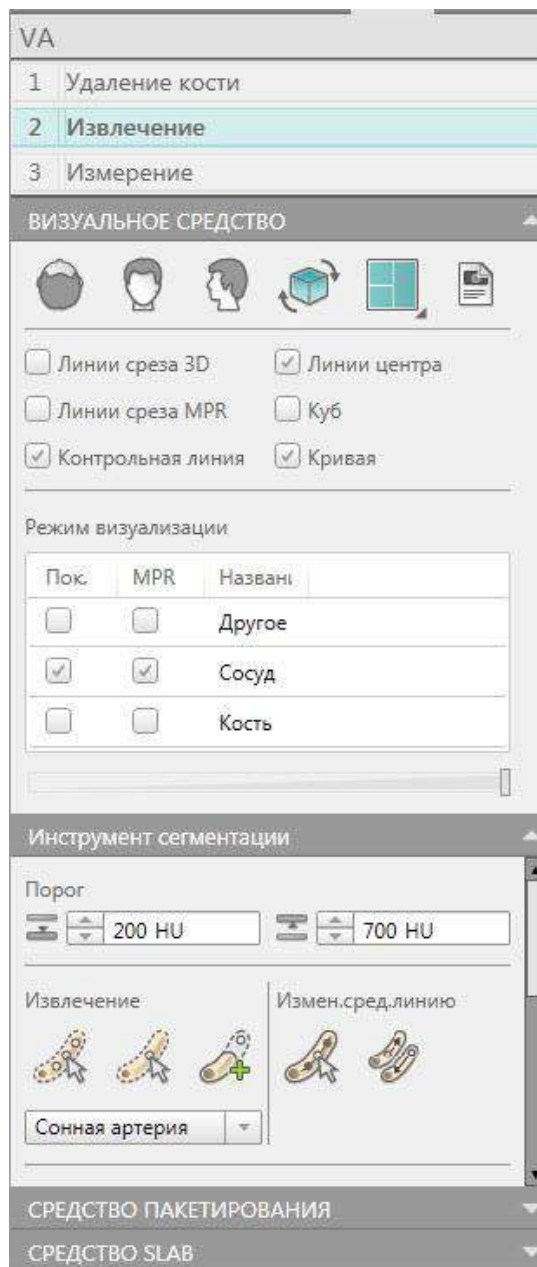 VA
1 Удаление кости
2 Извлечение
3 Измерение
ВИЗУАЛЬНОЕ СРЕДСТВО
Линии среза 3D Линии центра
Линии среза MPR Куб
Контрольная линия Кривая
Режим визуализации
Пок. MPR Названи
Другое
Сосуд
Кость
Инструмент сегментации
Порог
200 HU 700 HU
Извлечение Измен.сред.линию
Сонная артерия
СРЕДСТВО ПАКЕТИРОВАНИЯ
СРЕДСТВО SLAB